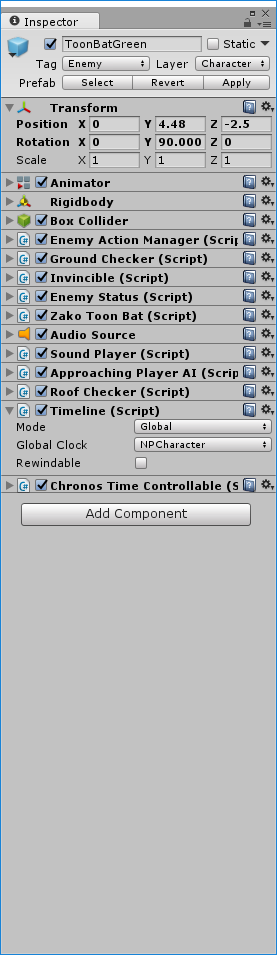 Inspector
ToonBatGreen Static
Tag Enemy Layer Character
Prefab Select Revert Apply
Transform
Position X 0 Y 4.48 Z -2.5
Rotation X 0 Y 90.000 Z 0
Scale X 1 Y 1 Z 1
Animator
Rigidbody
Box Collider
Enemy Action Manager (Scrip
Ground Checker (Script)
Invincible (Script)
Enemy Status (Script)
Zako Toon Bat (Script)
Audio Source
Sound Player (Script)
Approaching Player AI (Scrip
Roof Checker (Script)
Timeline (Script)
Mode Global
Global Clock NPCharacter
Rewindable
Chronos Time Controllable (S
Add Component